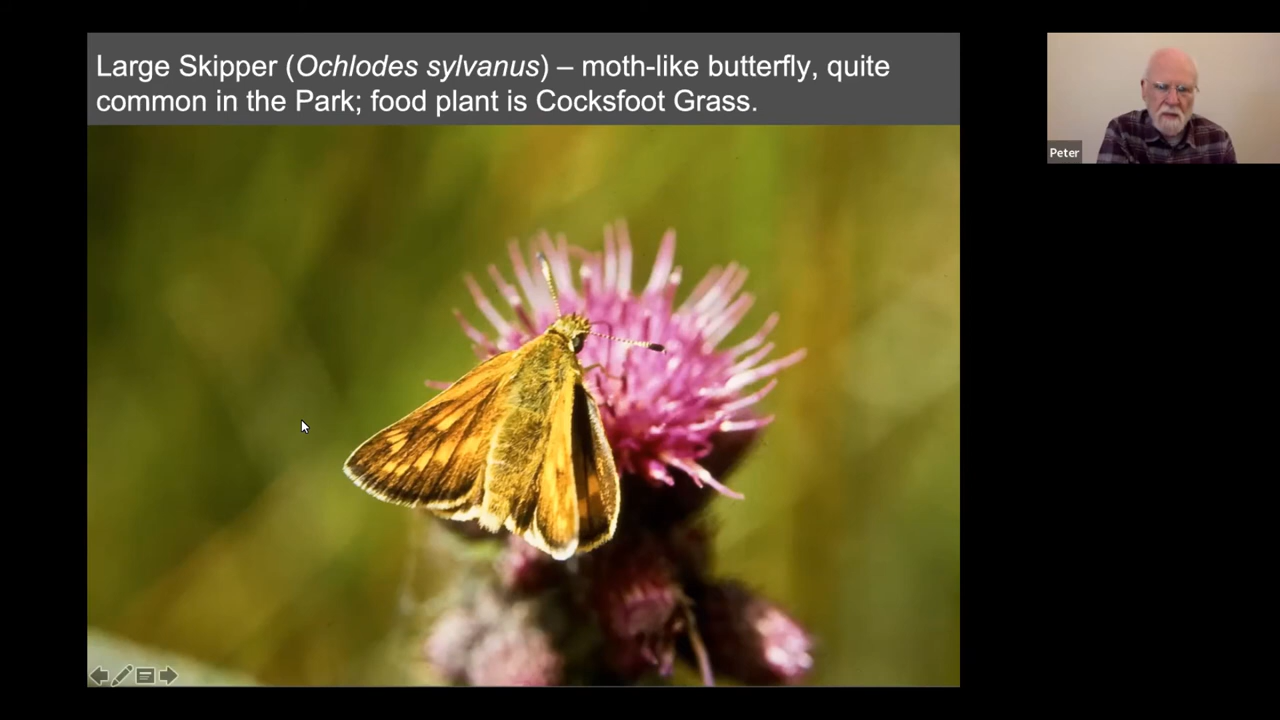 Large Skipper (Ochlodes sylvanus) – moth-like butterfly, quite
common in the Park; food plant is Cocksfoot Grass.
Peter